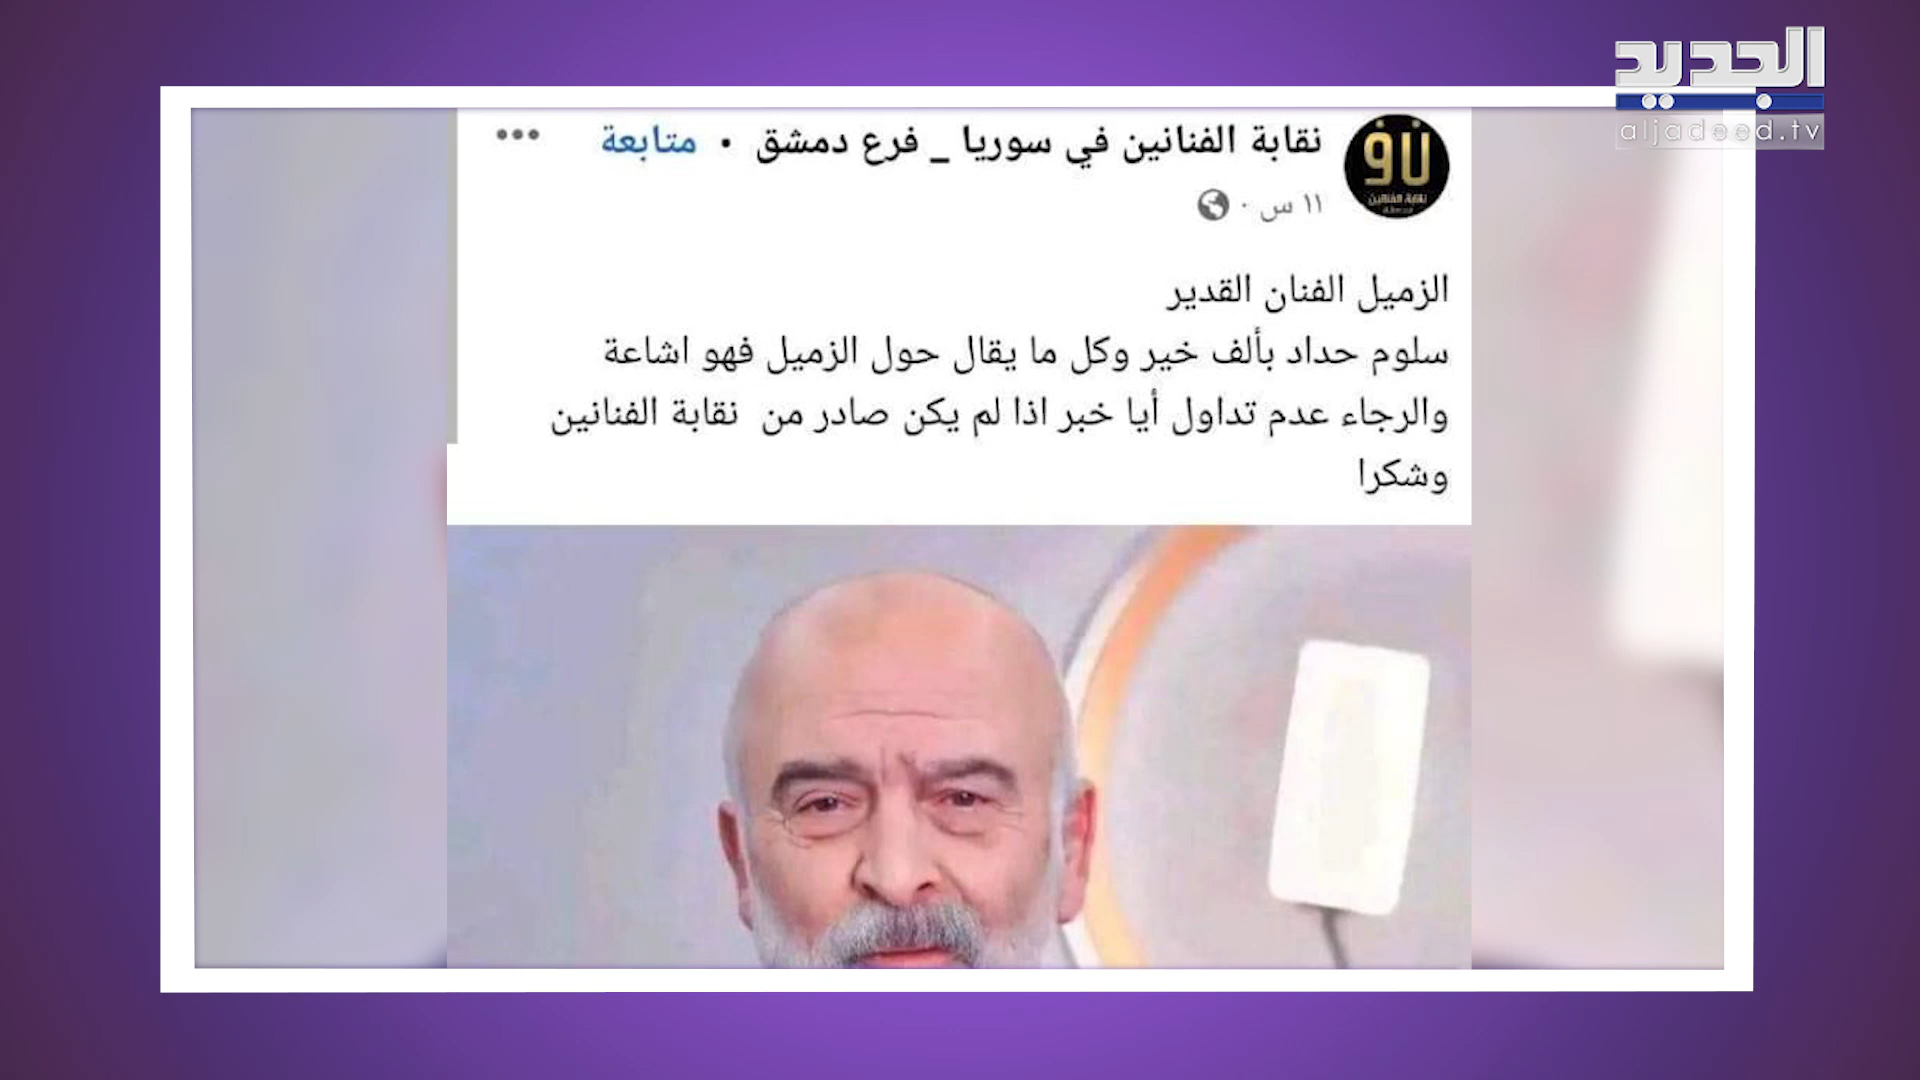 الجديد
aljadeed.tv
نقابة الفنانين في سوريا _ فرع دمشق • متابعة
١١ س ·
الزميل الفنان القدير
سلوم حداد بألف خير وكل ما يقال حول الزميل فهو اشاعة
والرجاء عدم تداول أيا خبر اذا لم يكن صادر من نقابة الفنانين
وشكرا